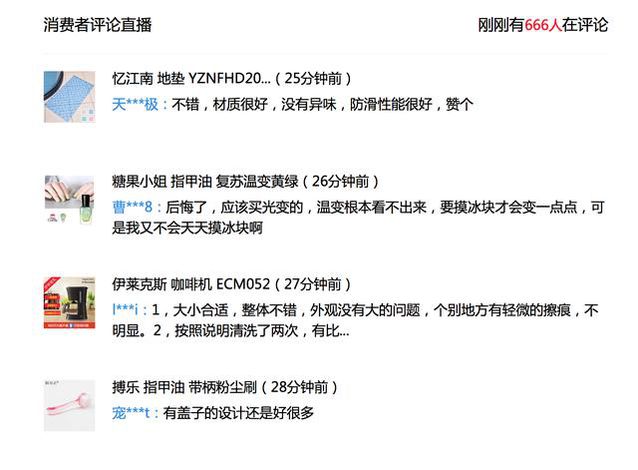 消费者评论直播
刚刚有666人在评论
忆江南 地垫 YZNFHD20...（25分钟前）
天***极：不错，材质很好，没有异味，防滑性能很好，赞个
糖果小姐 指甲油 复苏温变黄绿（26分钟前）
曹***8：后悔了，应该买光变的，温变根本看不出来，要摸冰块才会变一点点，可
是我又不会天天摸冰块啊
伊莱克斯 咖啡机 ECM052（27分钟前）
l***i：1，大小合适，整体不错，外观没有大的问题，个别地方有轻微的擦痕，不
明显。2，按照说明清洗了两次，有比...
搏乐 指甲油 带柄粉尘刷（28分钟前）
宠***t：有盖子的设计还是好很多